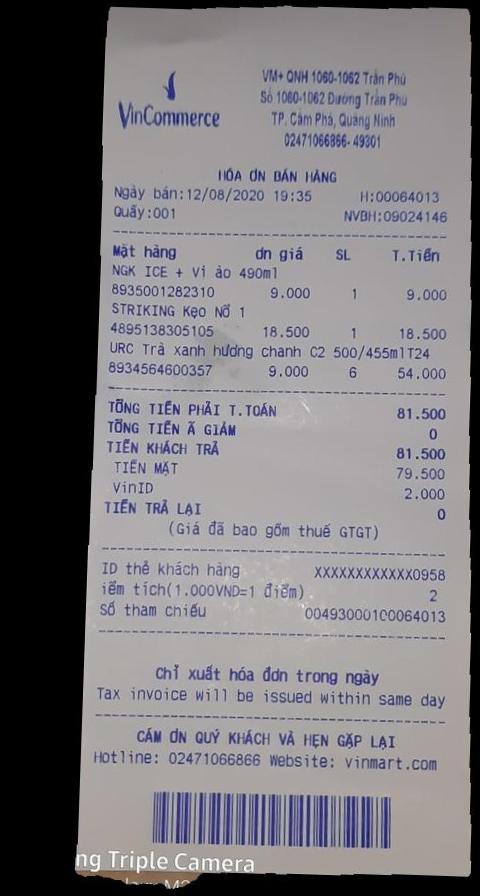 VM+ QNH 1060-1062 Trần Phú
Số 1060-1062 Đường Trần Phú
VinCommerce
TP. Cẩm Phả, Quảng Ninh
02471066866- 49301
HÓA ƠN BÁN HÀNG
Ngày bán:12/08/2020 19:35 H:00064013
Quầy:001 NVBH:09024146
Mặt hàng ơn giá SL T.Tiền
NGK ICE + Vị ảo 490ml
8935001282310 9.000 1 9.000
STRIKING Kẹo Nổ 1
4895138305105 18.500 1 18.500
URC Trà xanh hương chanh C2 500/455mlT24
8934564600357 9.000 6 54.000
TỔNG TIỀN PHẢI T.TOÁN 81.500
TỔNG TIỀN Ã GIẢM 0
TIỀN KHÁCH TRẢ 81.500
TIỀN MẶT 79.500
VinID 2.000
TIỀN TRẢ LẠI 0
(Giá đã bao gồm thuế GTGT)
ID thẻ khách hàng XXXXXXXXXXXX0958
iểm tích(1.000VND=1 điểm) 2
Số tham chiếu 00493000100064013
Chỉ xuất hóa đơn trong ngày
Tax invoice will be issued within same day
CẢM ƠN QUÝ KHÁCH VÀ HẸN GẶP LẠI
Hotline: 02471066866 Website: vinmart.com
ng Triple Camera